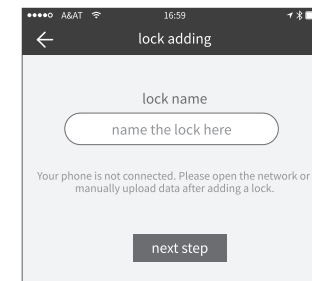 A&AT 16:59
lock adding
lock name
name the lock here
Your phone is not connected. Please open the network or
manually upload data after adding a lock.
next step